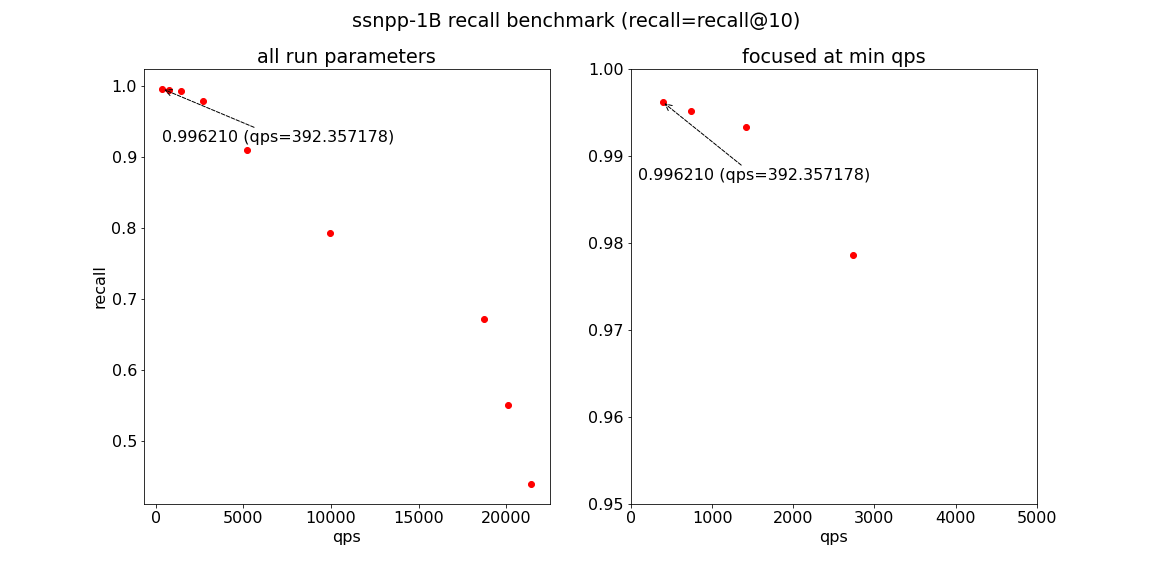 ssnpp-1B recall benchmark (recall=recall@10)
all run parameters
1.0
0.9
0.8
0.7
0.6
0.5
recall
0.996210 (qps=392.357178)
0
5000
10000
15000
20000
qps
focused at min qps
1.00
0.99
0.98
0.97
0.96
0.95
0.996210 (qps=392.357178)
0
1000
2000
3000
4000
5000
qps